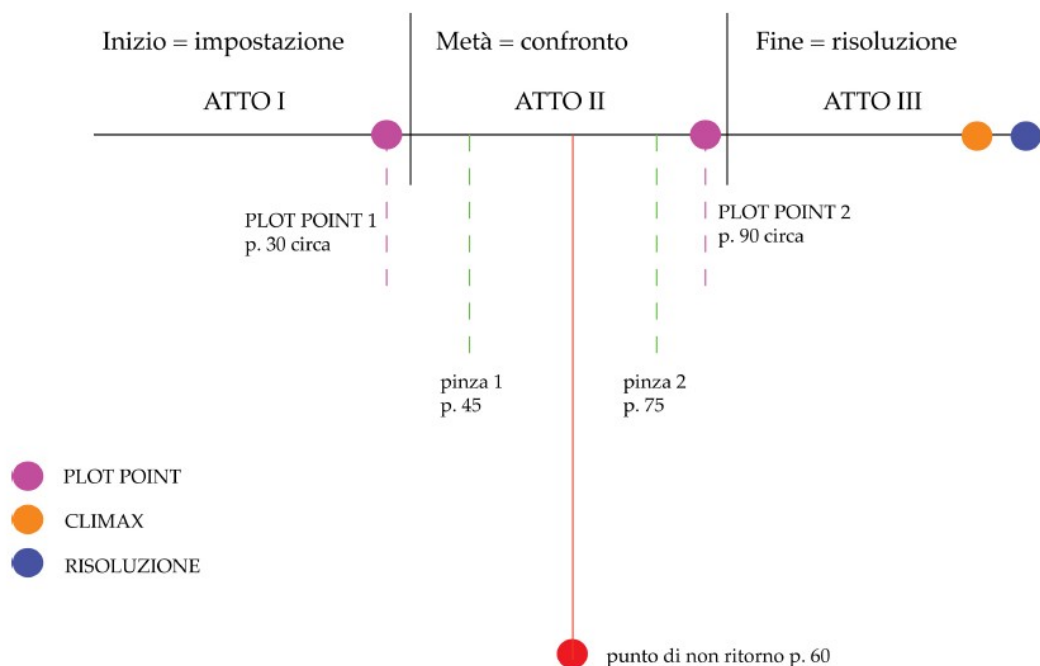 Inizio = impostazione
Metà = confronto
Fine = risoluzione
ATTO I
ATTO II
ATTO III
PLOT POINT 1
p. 30 circa
PLOT POINT 2
p. 90 circa
pinza 1
p. 45
pinza 2
p. 75
PLOT POINT
CLIMAX
RISOLUZIONE
punto di non ritorno p. 60